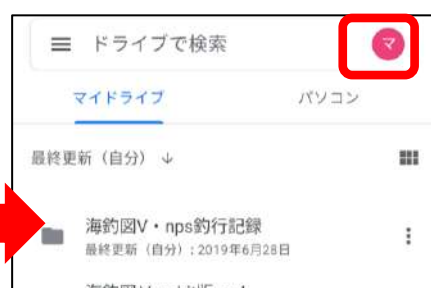 ドライブで検索
マ
マイドライブ
パソコン
最終更新（自分） ↓
海釣図V・nps釣行記録
最終更新（自分）: 2019年6月28日